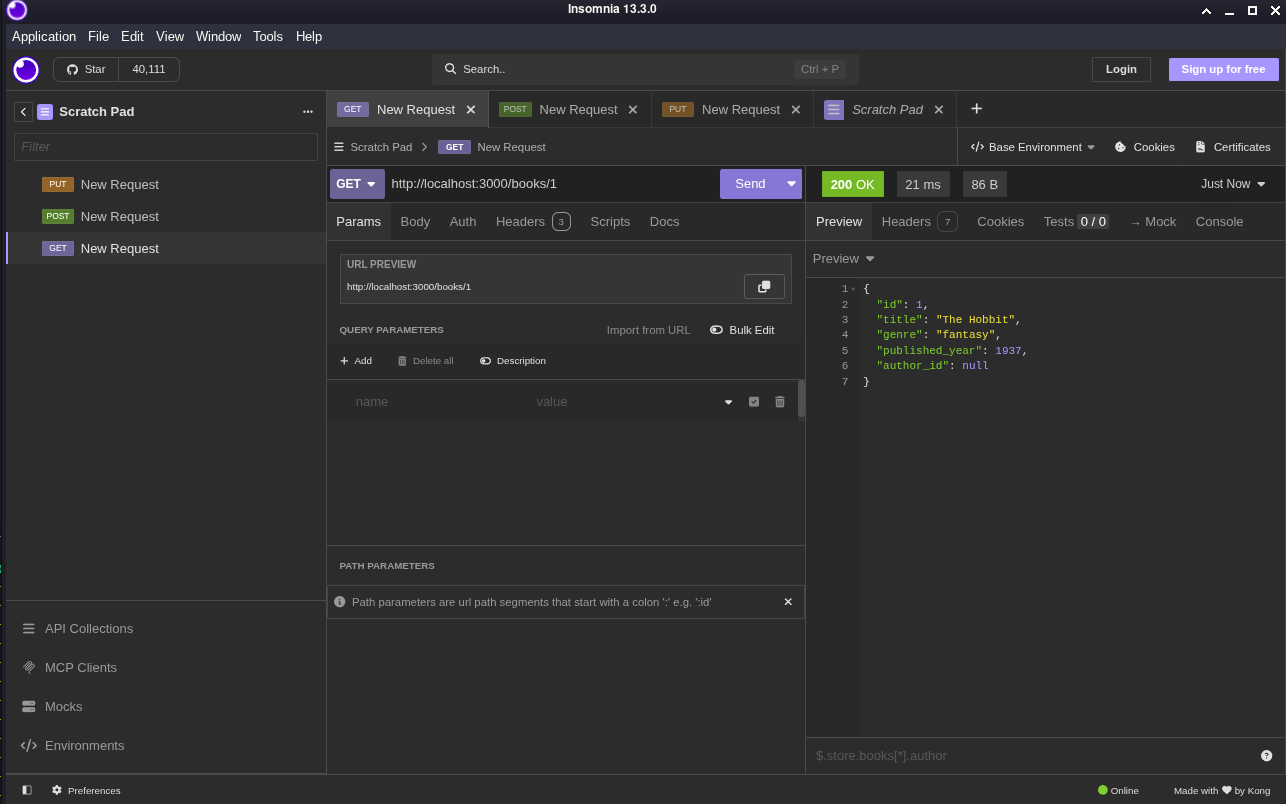 Insomnia 13.3.0
Application File Edit View Window Tools Help
Star 40,111
Search.. Ctrl + P
Login Sign up for free
Scratch Pad ...
Filter
PUT New Request
POST New Request
GET New Request
API Collections
MCP Clients
Mocks
Environments
GET New Request POST New Request PUT New Request Scratch Pad +
Scratch Pad GET New Request
Base Environment Cookies Certificates
GET http://localhost:3000/books/1 Send
Params Body Auth Headers 3 Scripts Docs
URL PREVIEW
http://localhost:3000/books/1
QUERY PARAMETERS Import from URL Bulk Edit
+ Add Delete all Description
name value
PATH PARAMETERS
Path parameters are url path segments that start with a colon ':' e.g. ':id'
200 OK 21 ms 86 B Just Now
Preview Headers 7 Cookies Tests 0 / 0 → Mock Console
Preview
1 {
2 "id": 1,
3 "title": "The Hobbit",
4 "genre": "fantasy",
5 "published_year": 1937,
6 "author_id": null
7 }
$.store.books[*].author
Preferences
Online Made with ♥ by Kong